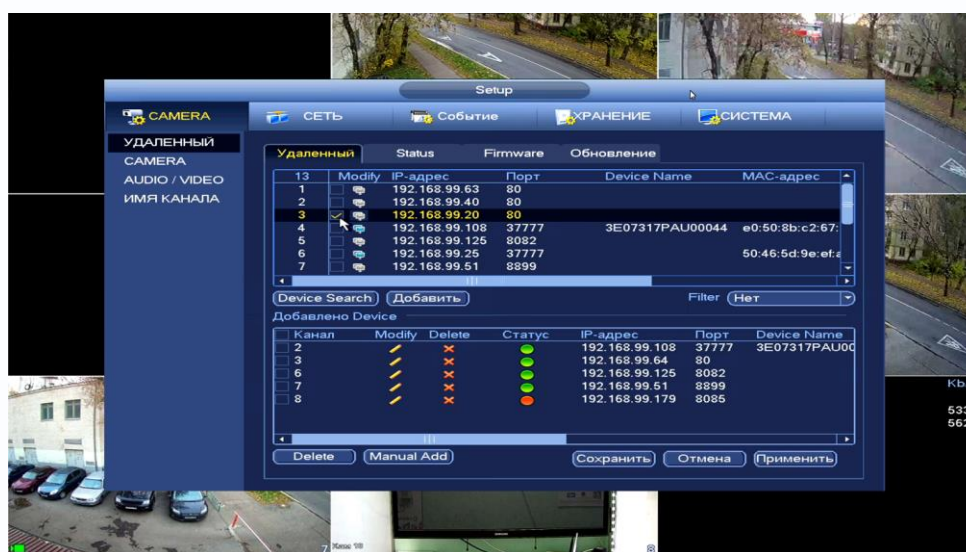 Setup
CAMERA СЕТЬ Событие ХРАНЕНИЕ СИСТЕМА
УДАЛЕННЫЙ
CAMERA
AUDIO / VIDEO
ИМЯ КАНАЛА
Удаленный Status Firmware Обновление
13 Modify IP-адрес Порт Device Name MAC-адрес
1 192.168.99.63 80
2 192.168.99.40 80
3 192.168.99.20 80
4 192.168.99.108 37777 3E07317PAU00044 e0:50:8b:c2:67:
5 192.168.99.125 8082
6 192.168.99.25 37777 50:46:5d:9e:ef:a
7 192.168.99.51 8899
Device Search Добавить Filter Нет
Добавлено Device
Канал Modify Delete Статус IP-адрес Порт Device Name
2 192.168.99.108 37777 3E07317PAU00
3 192.168.99.64 80
6 192.168.99.125 8082
7 192.168.99.51 8899
8 192.168.99.179 8085
Delete Manual Add Сохранить Отмена Применить
Kb
533
562
7
8